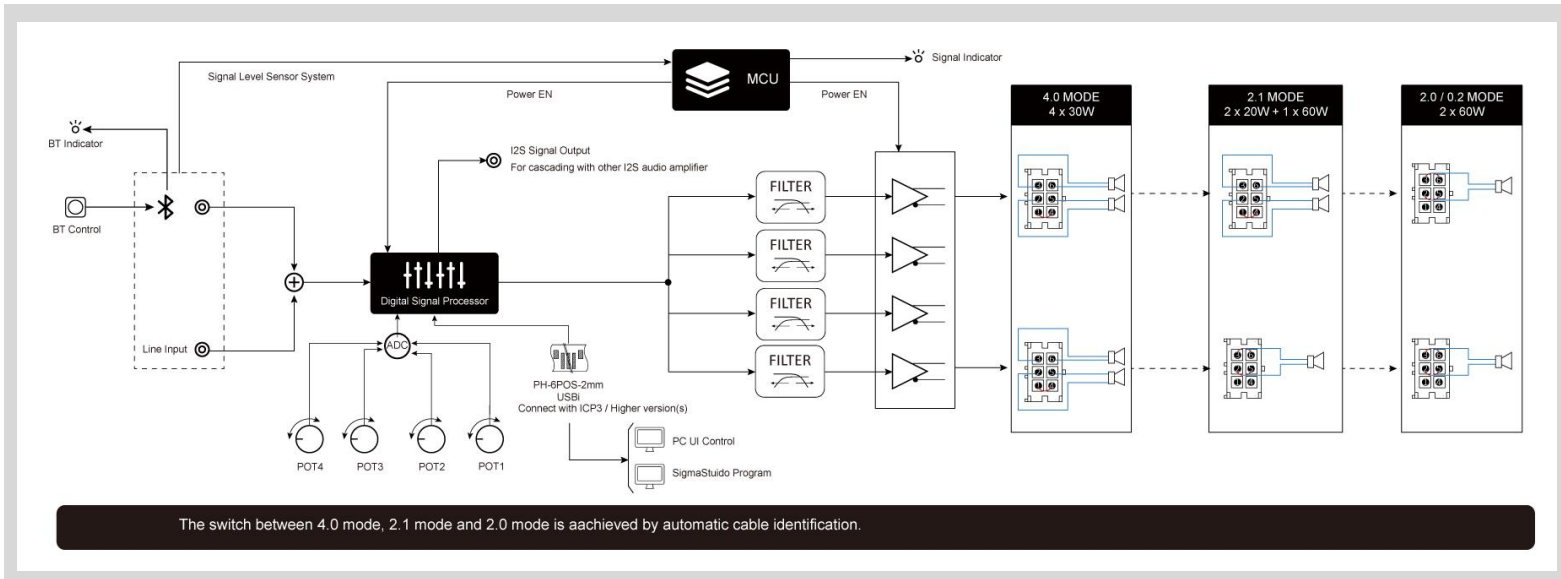 Signal Level Sensor System
MCU
Signal Indicator
Power EN
Power EN
BT Indicator
BT Control
I2S Signal Output
For cascading with other I2S audio amplifier
Digital Signal Processor
Line Input
ADC
POT4
POT3
POT2
POT1
PH-6POS-2mm
USBi
Connect with ICP3 / Higher version(s)
PC UI Control
SigmaStuido Program
FILTER
FILTER
FILTER
FILTER
4.0 MODE
4 x 30W
2.1 MODE
2 x 20W + 1 x 60W
2.0 / 0.2 MODE
2 x 60W
The switch between 4.0 mode, 2.1 mode and 2.0 mode is aachieved by automatic cable identification.